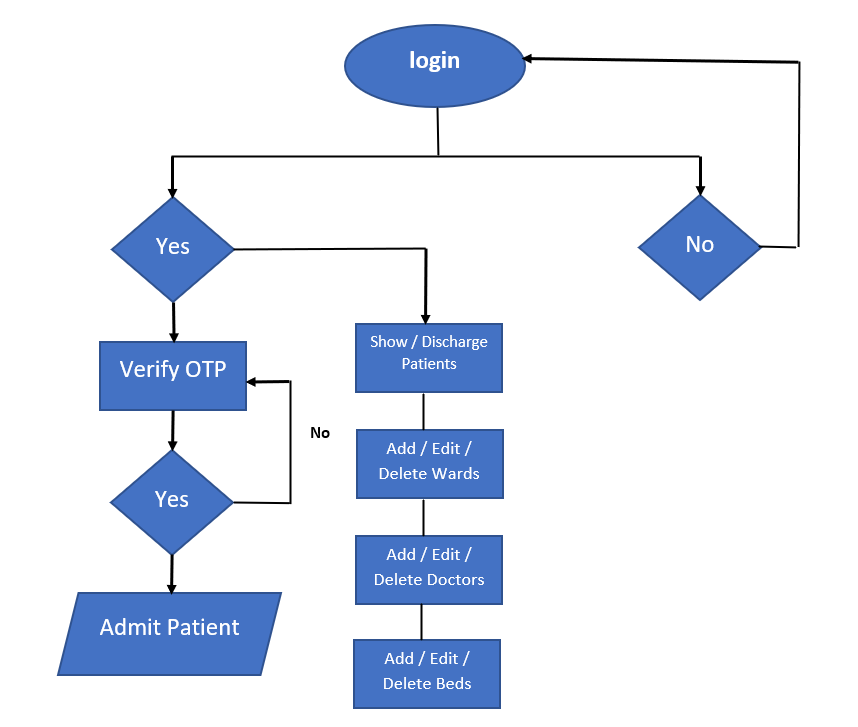 login
Yes
No
Show / Discharge
Patients
Verify OTP
No
Add / Edit /
Delete Wards
Yes
Add / Edit /
Delete Doctors
Admit Patient
Add / Edit /
Delete Beds